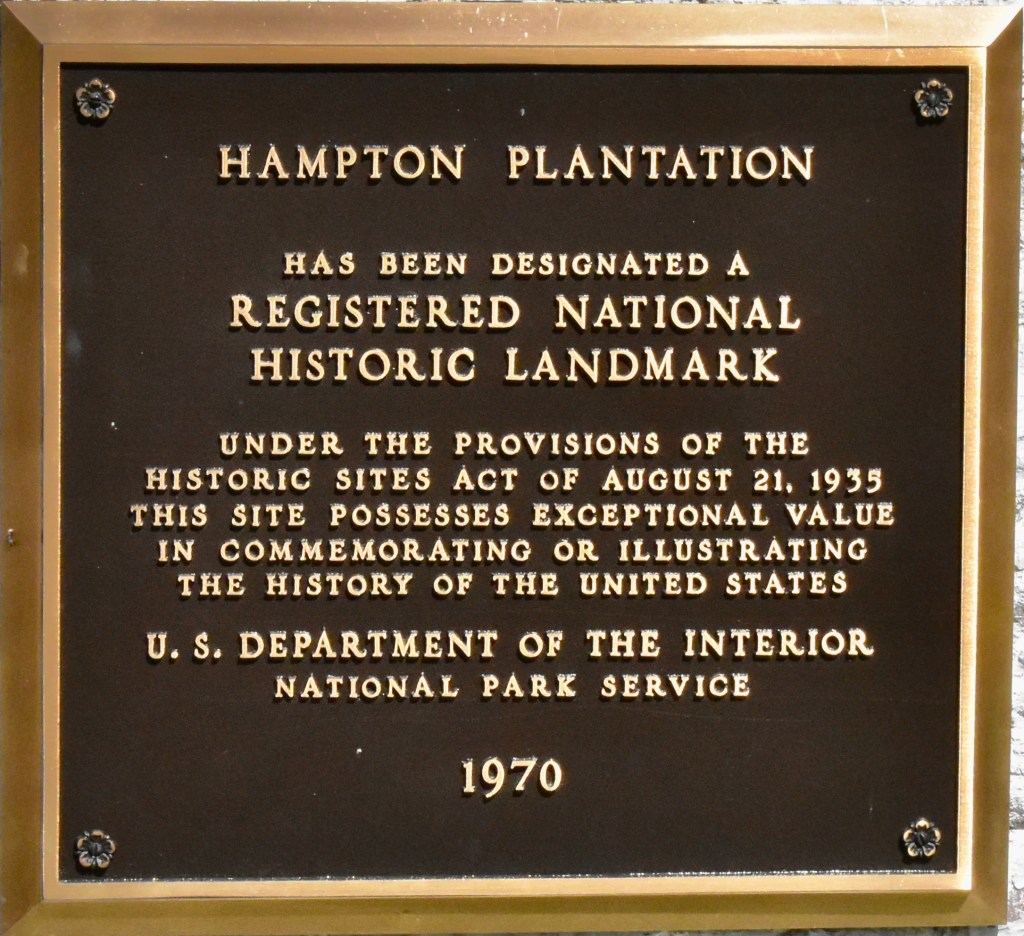 HAMPTON PLANTATION
HAS BEEN DESIGNATED A
REGISTERED NATIONAL
HISTORIC LANDMARK
UNDER THE PROVISIONS OF THE
HISTORIC SITES ACT OF AUGUST 21, 1935
THIS SITE POSSESSES EXCEPTIONAL VALUE
IN COMMEMORATING OR ILLUSTRATING
THE HISTORY OF THE UNITED STATES
U. S. DEPARTMENT OF THE INTERIOR
NATIONAL PARK SERVICE
1970